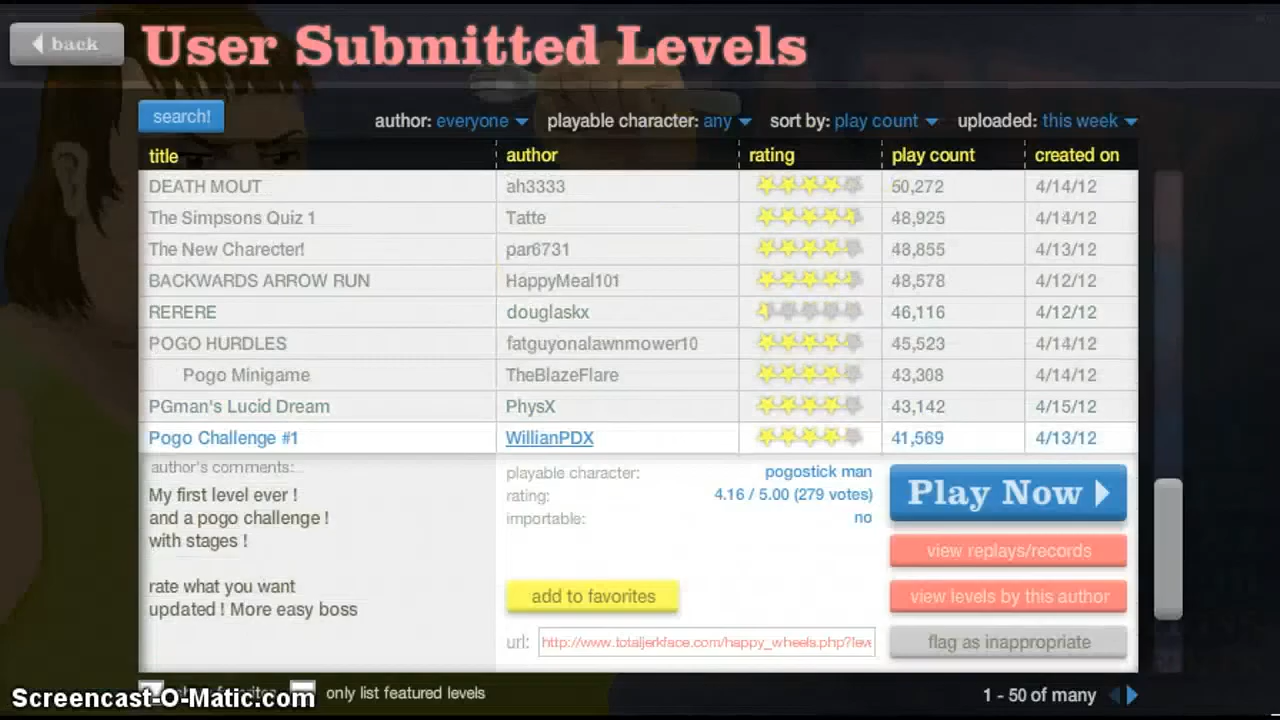 back
User Submitted Levels
search!
author: everyone playable character: any sort by: play count uploaded: this week
title author rating play count created on
DEATH MOUT ah3333 50,272 4/14/12
The Simpsons Quiz 1 Tatte 48,925 4/14/12
The New Charecter! par6731 48,855 4/13/12
BACKWARDS ARROW RUN HappyMeal101 48,578 4/12/12
RERERE douglaskx 46,116 4/12/12
POGO HURDLES fatguyonalawnmower10 45,523 4/14/12
Pogo Minigame TheBlazeFlare 43,308 4/14/12
PGman's Lucid Dream PhysX 43,142 4/15/12
Pogo Challenge #1 WillianPDX 41,569 4/13/12
author's comments:
My first level ever !
and a pogo challenge !
with stages !
rate what you want
updated ! More easy boss
playable character: pogostick man
rating: 4.16 / 5.00 (279 votes)
importable: no
add to favorites
url: http://www.totaljerkface.com/happy_wheels.php?lev
Play Now
view replays/records
view levels by this author
flag as inappropriate
only list featured levels
1 - 50 of many
Screencast-O-Matic.com